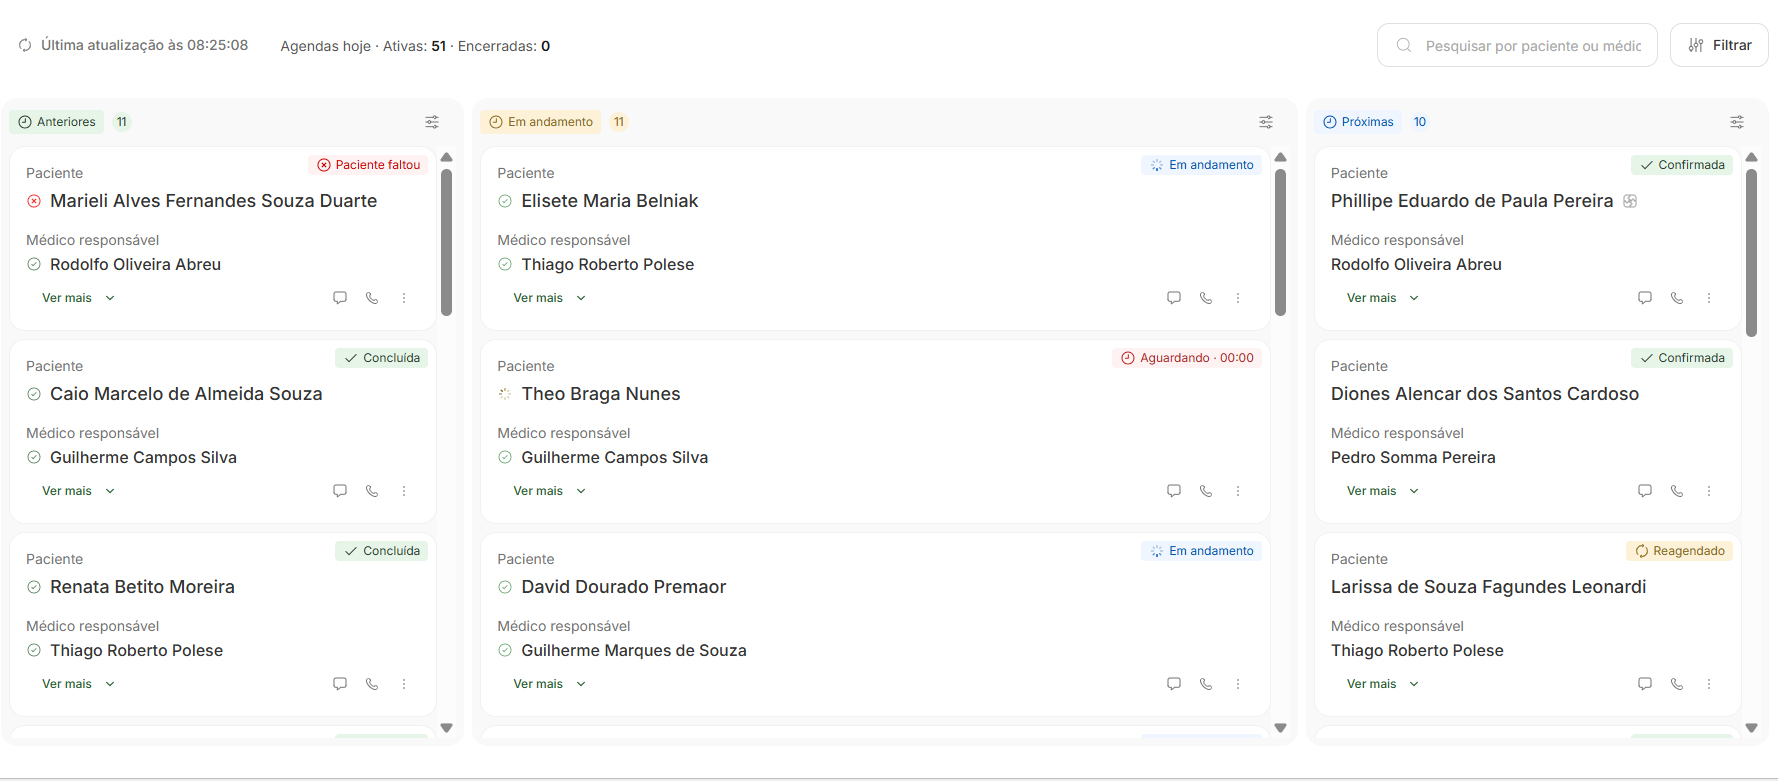 Última atualização às 08:25:08
Agendas hoje · Ativas: 51 · Encerradas: 0
Pesquisar por paciente ou médic
Filtrar
Anteriores 11
Paciente faltou
Paciente
Marieli Alves Fernandes Souza Duarte
Médico responsável
Rodolfo Oliveira Abreu
Ver mais
Concluída
Paciente
Caio Marcelo de Almeida Souza
Médico responsável
Guilherme Campos Silva
Ver mais
Concluída
Paciente
Renata Betito Moreira
Médico responsável
Thiago Roberto Polese
Ver mais
Em andamento 11
Em andamento
Paciente
Elisete Maria Belniak
Médico responsável
Thiago Roberto Polese
Ver mais
Aguardando · 00:00
Paciente
Theo Braga Nunes
Médico responsável
Guilherme Campos Silva
Ver mais
Em andamento
Paciente
David Dourado Premaor
Médico responsável
Guilherme Marques de Souza
Ver mais
Próximas 10
Confirmada
Paciente
Phillipe Eduardo de Paula Pereira
Médico responsável
Rodolfo Oliveira Abreu
Ver mais
Confirmada
Paciente
Diones Alencar dos Santos Cardoso
Médico responsável
Pedro Somma Pereira
Ver mais
Reagendado
Paciente
Larissa de Souza Fagundes Leonardi
Médico responsável
Thiago Roberto Polese
Ver mais